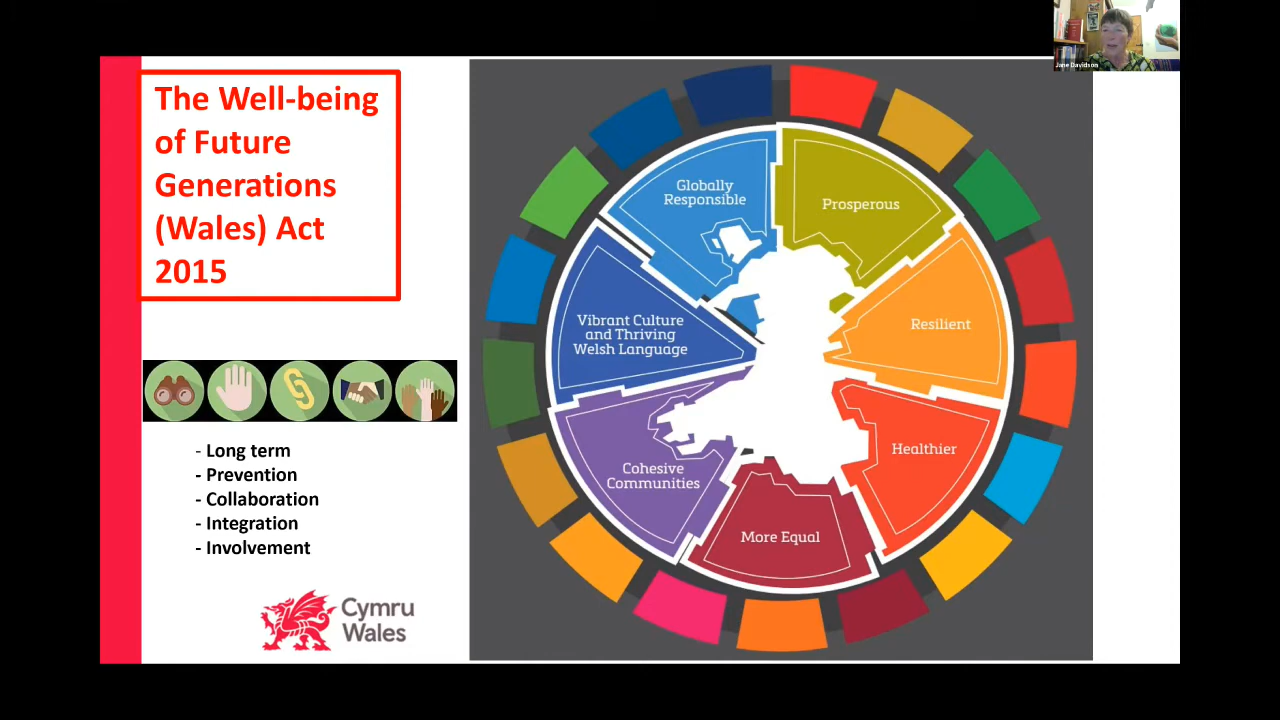 The Well-being
of Future
Generations
(Wales) Act
2015
- Long term
- Prevention
- Collaboration
- Integration
- Involvement
Cymru
Wales
Globally
Responsible
Prosperous
Resilient
Healthier
More Equal
Cohesive
Communities
Vibrant Culture
and Thriving
Welsh Language
Jane Davidson